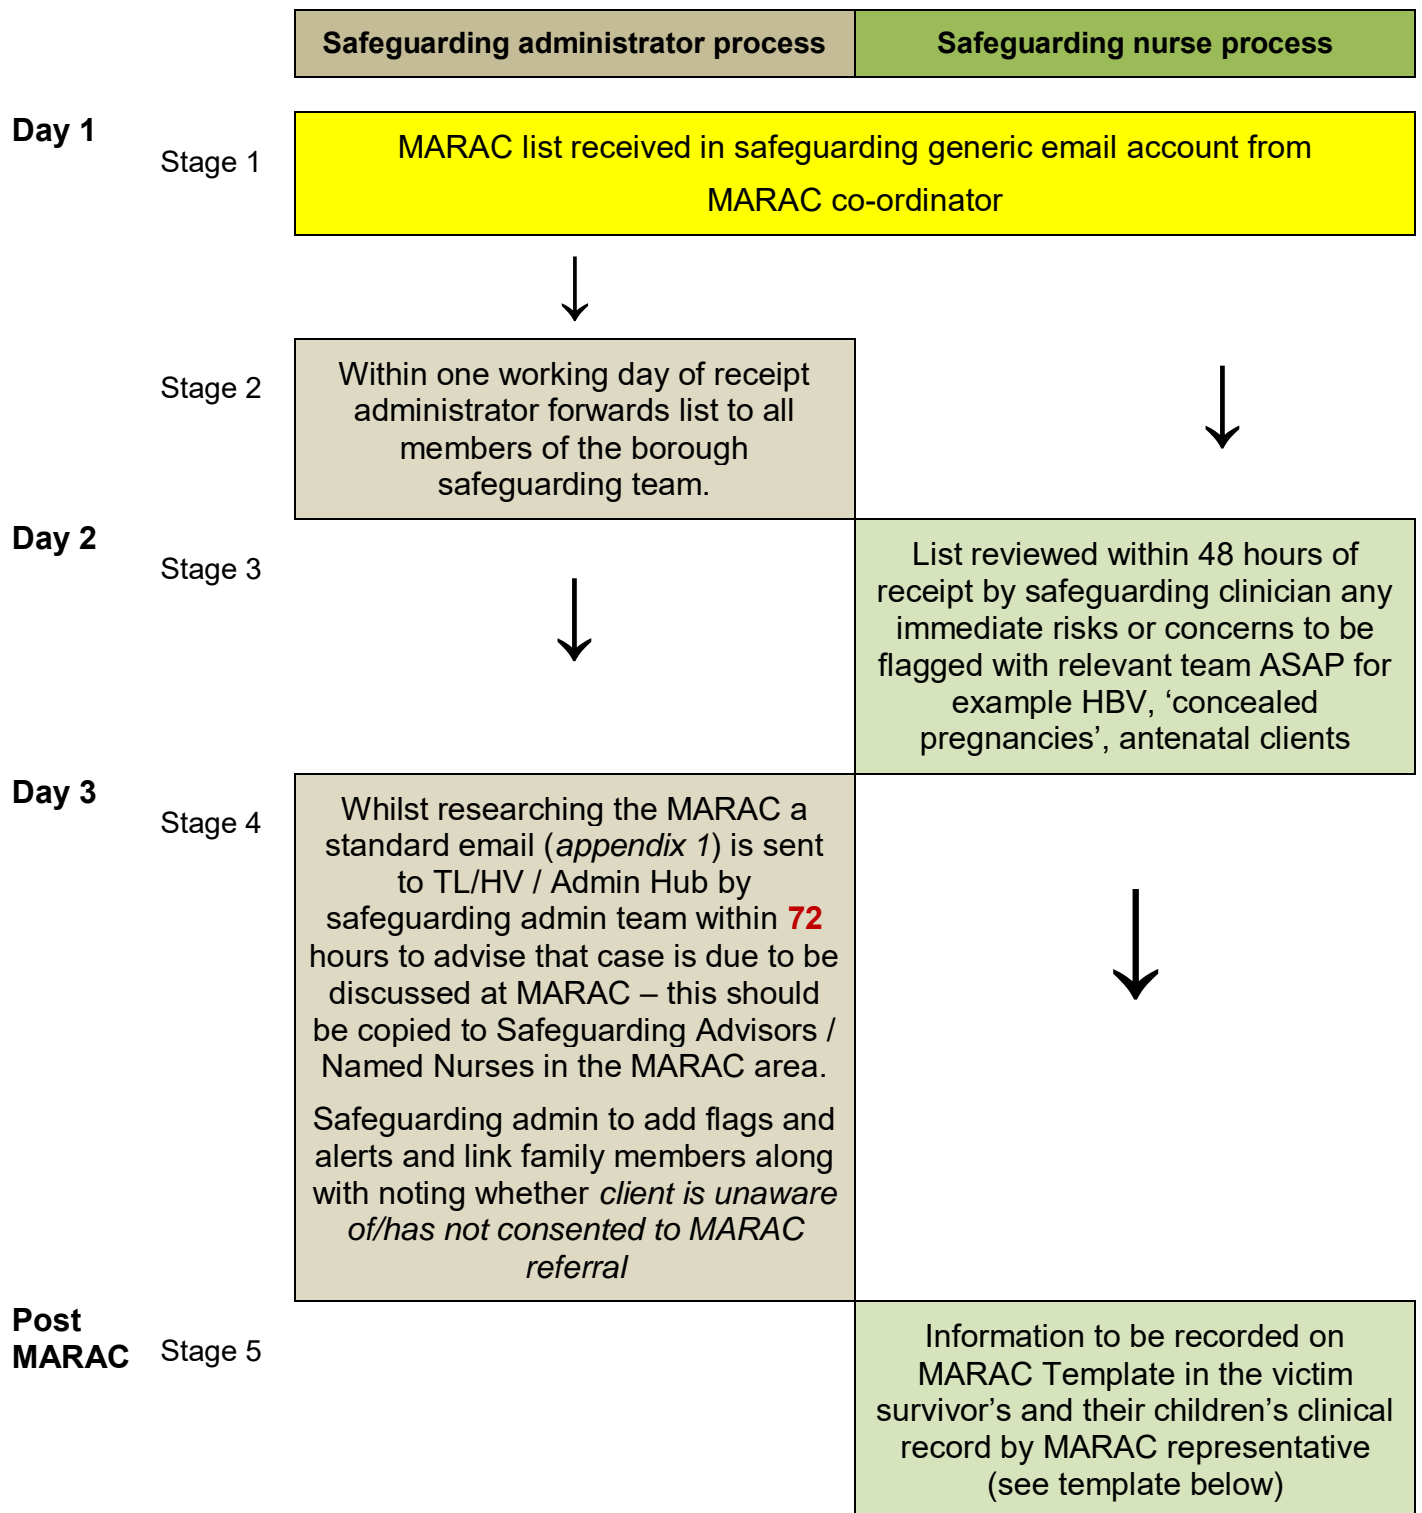 Safeguarding administrator process
Safeguarding nurse process
Day 1
Stage 1
MARAC list received in safeguarding generic email account from
MARAC co-ordinator
Stage 2
Within one working day of receipt
administrator forwards list to all
members of the borough
safeguarding team.
Day 2
Stage 3
List reviewed within 48 hours of
receipt by safeguarding clinician any
immediate risks or concerns to be
flagged with relevant team ASAP for
example HBV, ‘concealed
pregnancies’, antenatal clients
Day 3
Stage 4
Whilst researching the MARAC a
standard email (appendix 1) is sent
to TL/HV / Admin Hub by
safeguarding admin team within 72
hours to advise that case is due to be
discussed at MARAC – this should
be copied to Safeguarding Advisors /
Named Nurses in the MARAC area.
Safeguarding admin to add flags and
alerts and link family members along
with noting whether client is unaware
of/has not consented to MARAC
referral
Post
MARAC
Stage 5
Information to be recorded on
MARAC Template in the victim
survivor’s and their children’s clinical
record by MARAC representative
(see template below)